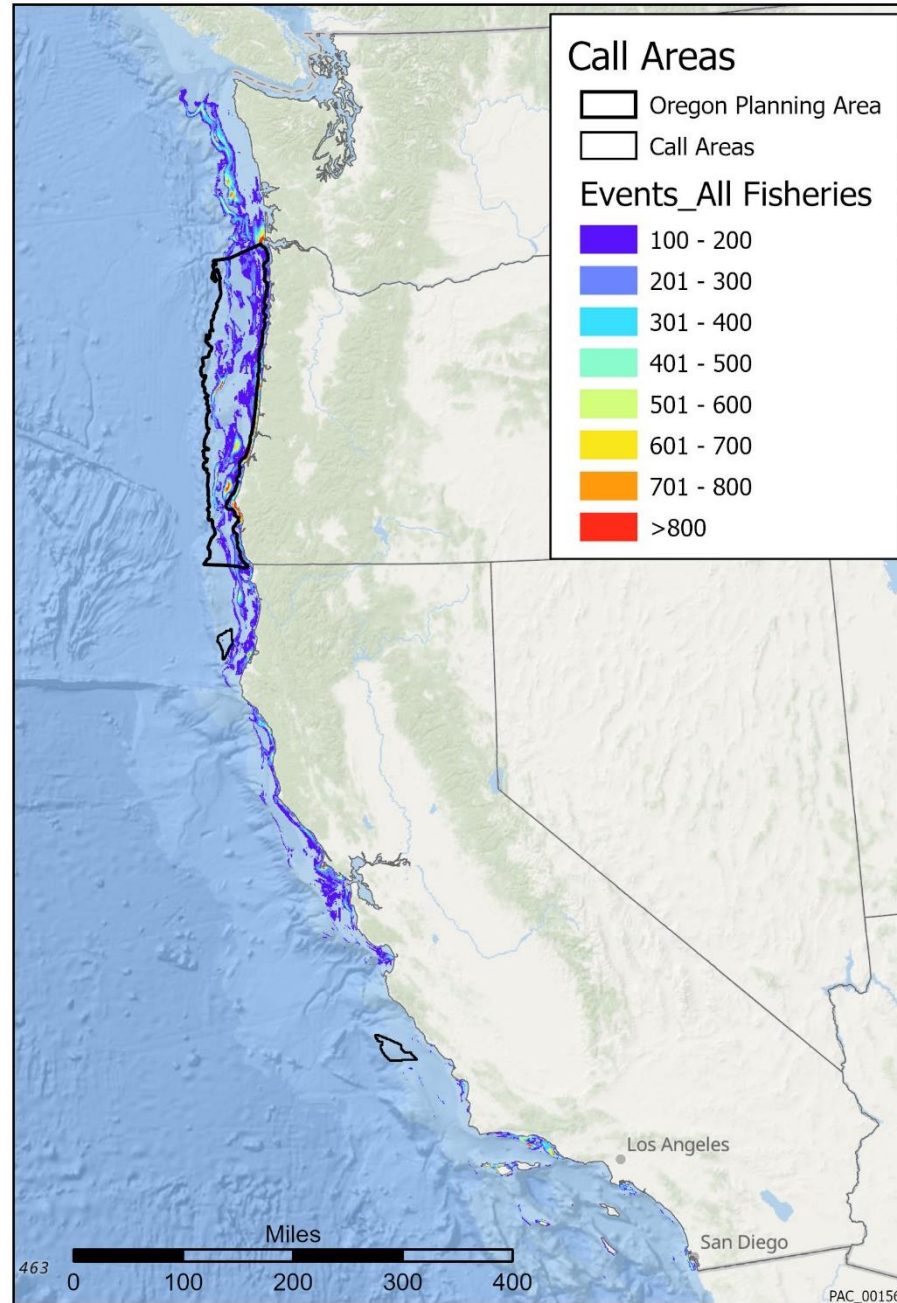 Call Areas
Oregon Planning Area
Call Areas
Events_All Fisheries
100 - 200
201 - 300
301 - 400
401 - 500
501 - 600
601 - 700
701 - 800
>800
Los Angeles
San Diego
Miles
0 100 200 300 400
463
PAC_00156